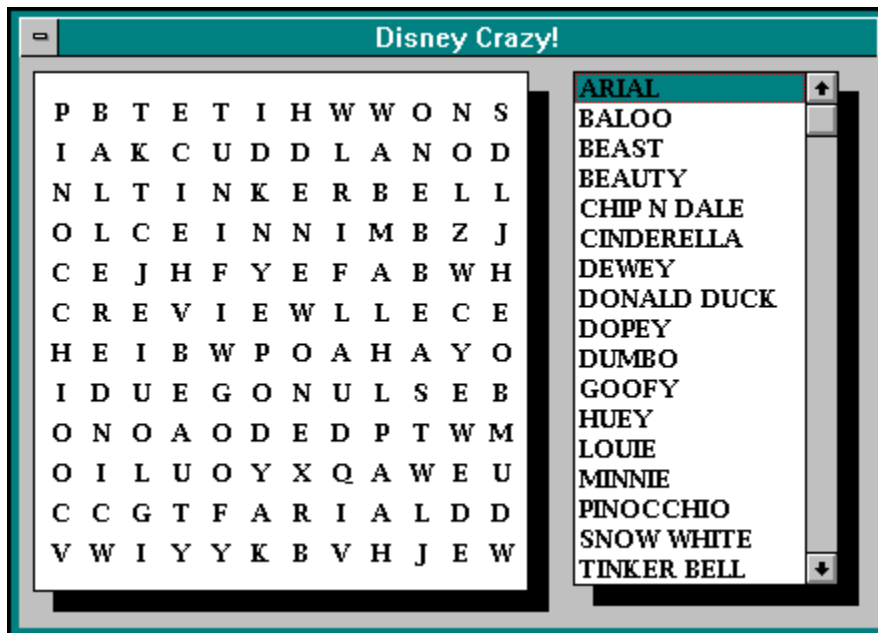 Disney Crazy!
P B T E T I H W W O N S
I A K C U D D L A N O D
N L T I N K E R B E L L
O L C E I N N I M B Z J
C E J H F Y E F A B W H
C R E V I E W L L E C E
H E I B W P O A H A Y O
I D U E G O N U L S E B
O N O A O D E D P T W M
O I L U O Y X Q A W E U
C C G T F A R I A L D D
V W I Y Y K B V H J E W
ARIAL
BALOO
BEAST
BEAUTY
CHIP N DALE
CINDERELLA
DEWEY
DONALD DUCK
DOPEY
DUMBO
GOOFY
HUEY
LOUIE
MINNIE
PINOCCHIO
SNOW WHITE
TINKER BELL